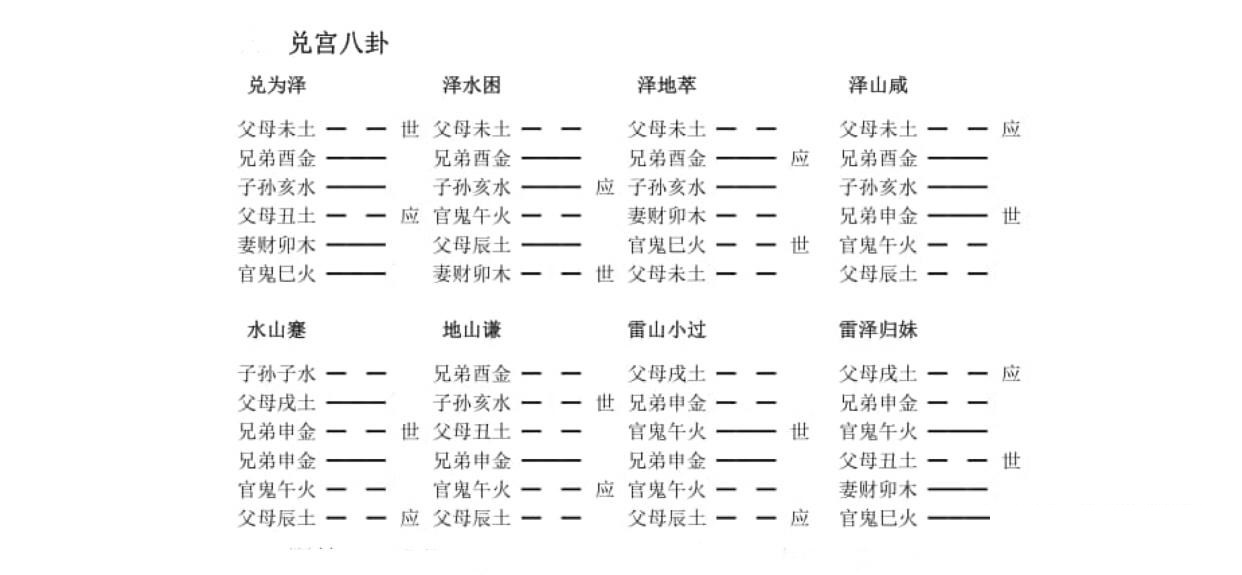 兑宫八卦
兑为泽 泽水困 泽地萃 泽山咸
父母未土 世 父母未土 父母未土 父母未土 应
兄弟酉金 兄弟酉金 兄弟酉金 应 兄弟酉金
子孙亥水 子孙亥水 应 子孙亥水 子孙亥水
父母丑土 应 官鬼午火 妻财卯木 兄弟申金 世
妻财卯木 父母辰土 官鬼巳火 世 官鬼午火
官鬼巳火 妻财卯木 世 父母未土 父母辰土
水山蹇 地山谦 雷山小过 雷泽归妹
子孙子水 兄弟酉金 父母戌土 父母戌土 应
父母戌土 子孙亥水 世 兄弟申金 兄弟申金
兄弟申金 世 父母丑土 官鬼午火 世 官鬼午火
兄弟申金 兄弟申金 兄弟申金 父母丑土 世
官鬼午火 官鬼午火 应 官鬼午火 妻财卯木
父母辰土 应 父母辰土 父母辰土 应 官鬼巳火